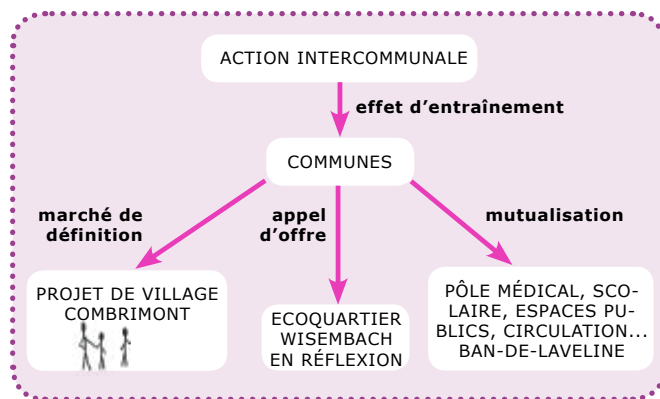 ACTION INTERCOMMUNALE
effet d'entraînement
COMMUNES
marché de
définition
appel
d'offre
mutualisation
PROJET DE VILLAGE
COMBRIMONT
ECOQUARTIER
WISEMBACH
EN RÉFLEXION
PÔLE MÉDICAL, SCO-
LAIRE, ESPACES PU-
BLICS, CIRCULATION...
BAN-DE-LAVELINE